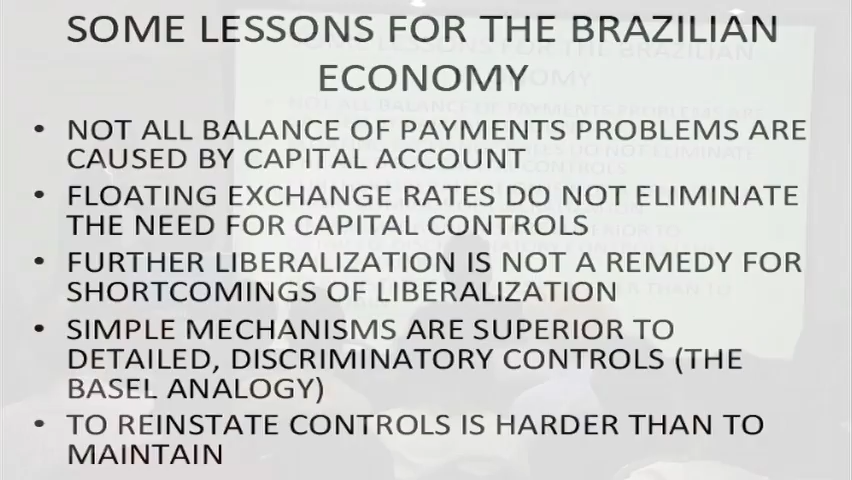 SOME LESSONS FOR THE BRAZILIAN
ECONOMY
• NOT ALL BALANCE OF PAYMENTS PROBLEMS ARE
CAUSED BY CAPITAL ACCOUNT
• FLOATING EXCHANGE RATES DO NOT ELIMINATE
THE NEED FOR CAPITAL CONTROLS
• FURTHER LIBERALIZATION IS NOT A REMEDY FOR
SHORTCOMINGS OF LIBERALIZATION
• SIMPLE MECHANISMS ARE SUPERIOR TO
DETAILED, DISCRIMINATORY CONTROLS (THE
BASEL ANALOGY)
• TO REINSTATE CONTROLS IS HARDER THAN TO
MAINTAIN